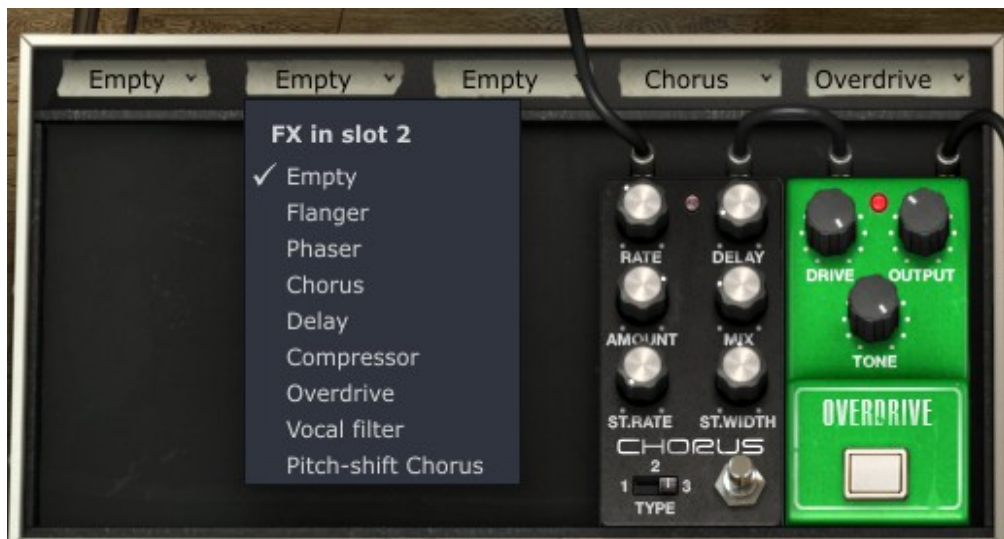 Empty Empty Empty Chorus Overdrive
FX in slot 2
Empty
Flanger
Phaser
Chorus
Delay
Compressor
Overdrive
Vocal filter
Pitch-shift Chorus
RATE DELAY
AMOUNT MIX
ST.RATE ST.WIDTH
CHORUS
2
1 3
TYPE
DRIVE OUTPUT
TONE
OVERDRIVE